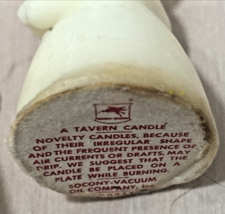 A TAVERN CANDLE
NOVELTY CANDLES, BECAUSE
OF THEIR IRREGULAR SHAPE
AND THE FREQUENT PRESENCE OF
AIR CURRENTS OR DRAFTS, MAY
DRIP. WE SUGGEST THAT THE
CANDLE BE PLACED ON A
PLATE WHILE BURNING.
SOCONY-VACUUM
OIL COMPANY, Inc.